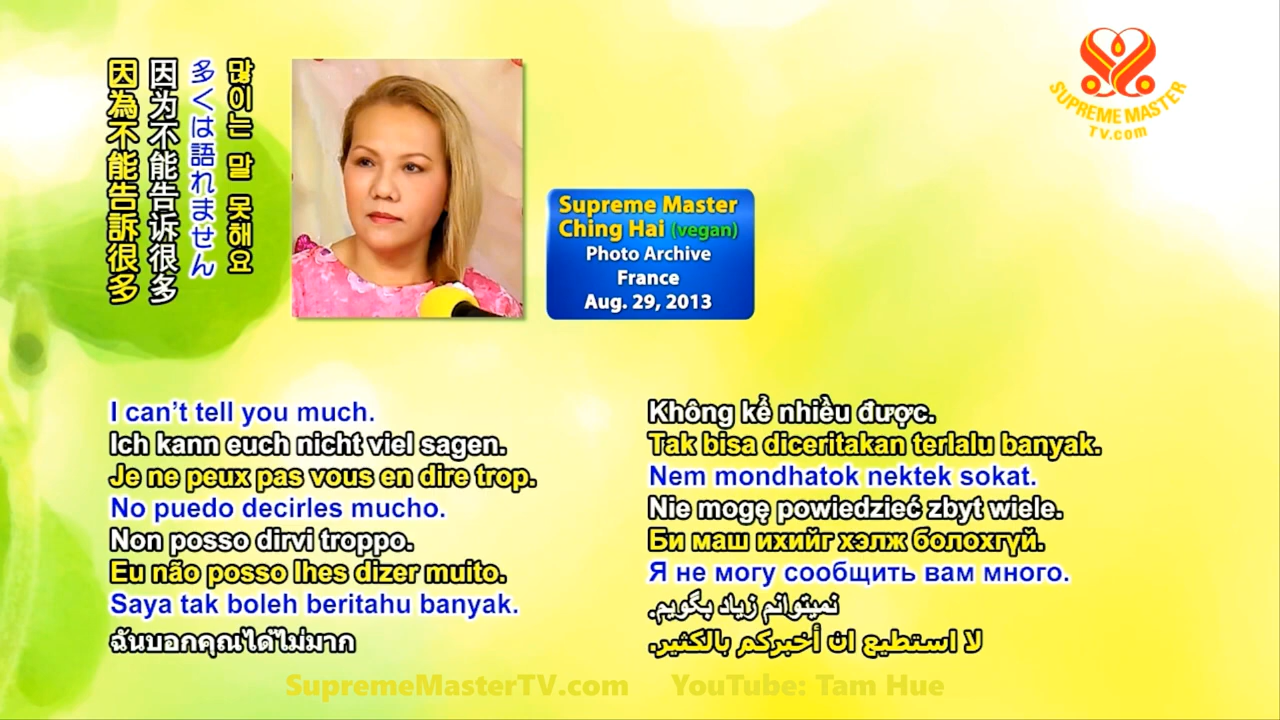 因為不能告訴很多
因为不能告诉很多
多くは語れません
많이는 말 못해요
SUPREME MASTER
TV.com
Supreme Master
Ching Hai (vegan)
Photo Archive
France
Aug. 29, 2013
I can't tell you much.
Ich kann euch nicht viel sagen.
Je ne peux pas vous en dire trop.
No puedo decirles mucho.
Non posso dirvi troppo.
Eu não posso lhes dizer muito.
Saya tak boleh beritahu banyak.
ฉันบอกคุณได้ไม่มาก
Không kể nhiều được.
Tak bisa diceritakan terlalu banyak.
Nem mondhatok nektek sokat.
Nie mogę powiedzieć zbyt wiele.
Би маш ихийг хэлж болохгүй.
Я не могу сообщить вам много.
نمیتوانم زیاد بگویم.
لا استطيع ان أخبركم بالكثير.
SupremeMasterTV.com YouTube: Tam Hue